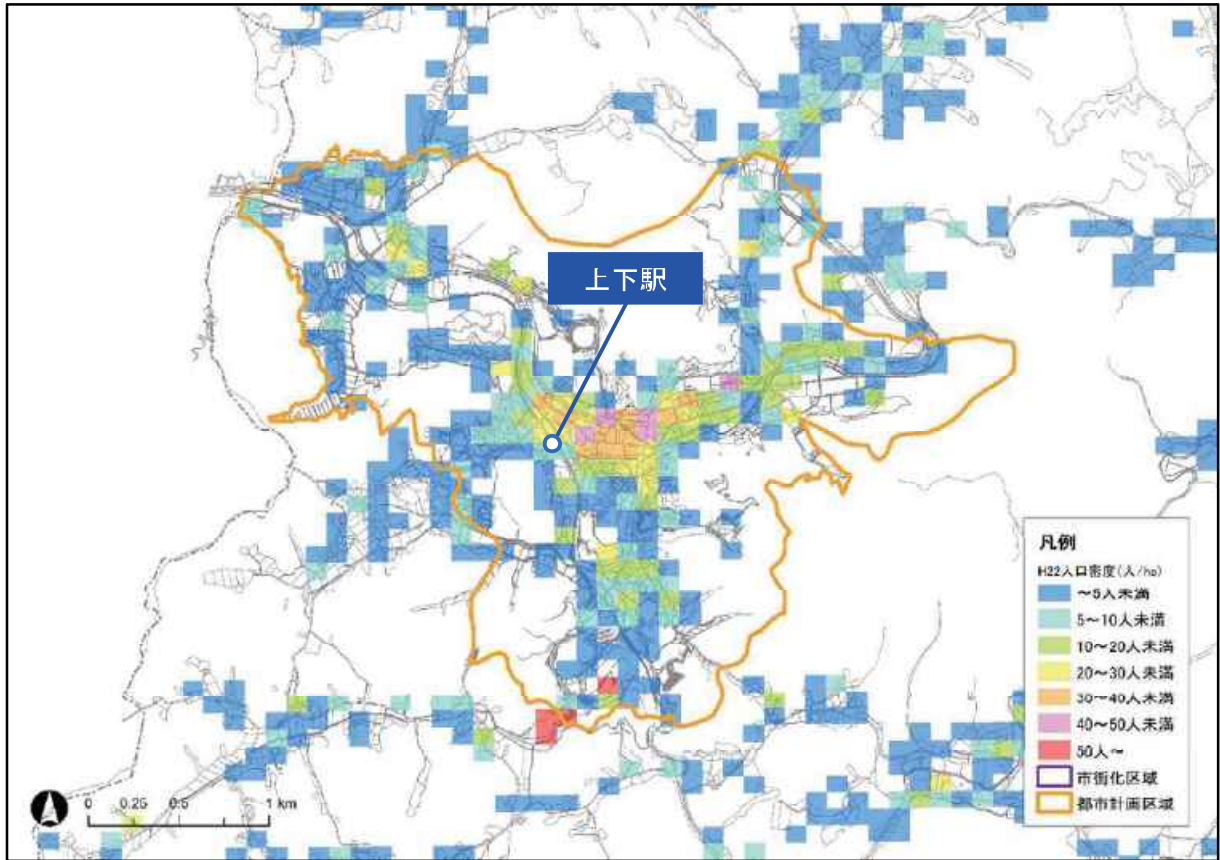 上下駅
凡例
H22人口密度(人/ha)
～5人未満
5～10人未満
10～20人未満
20～30人未満
30～40人未満
40～50人未満
50人～
市街化区域
都市計画区域
0 0.25 0.5 1 km